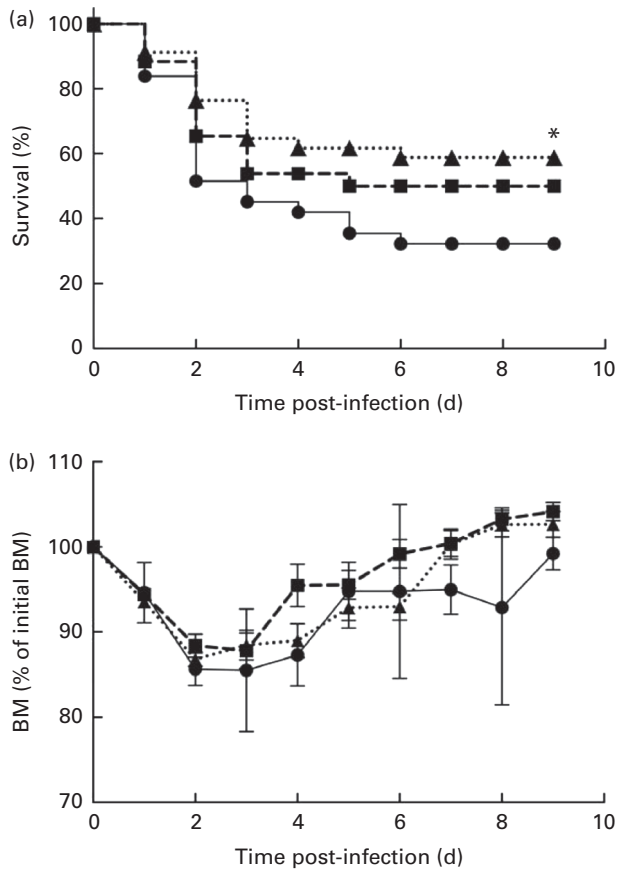 (a)
100
80
60
40
20
0
Survival (%)
*
0 2 4 6 8 10
Time post-infection (d)
(b)
110
100
90
80
70
BM (% of initial BM)
0 2 4 6 8 10
Time post-infection (d)